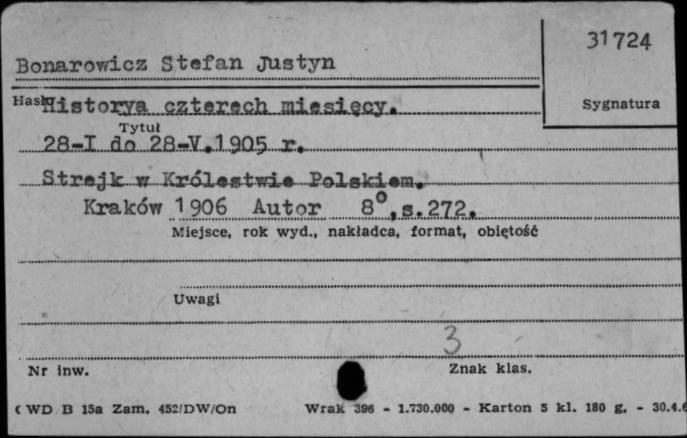 31724
Bonarowicz Stefan Justyn
Sygnatura
Hasło
Historya czterech miesięcy.
Tytuł
28-I do 28-V.1905 r.
Strejk w Królestwie Polskiem.
Kraków 1906 Autor 8°, s.272.
Miejsce, rok wyd., nakładca, format, objętość
Uwagi
3
Nr inw.
Znak klas.
CWD B 15a Zam. 452/DW/On Wrak 396 - 1.730.000 - Karton 5 kl. 180 g. - 30.4.6